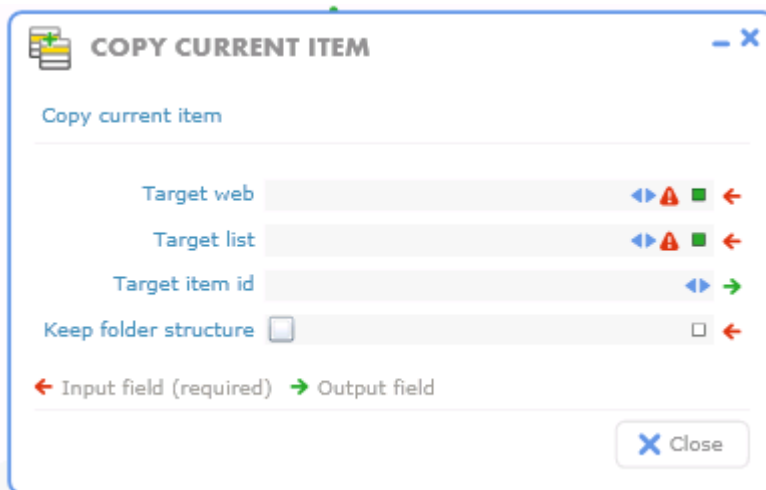 COPY CURRENT ITEM
Copy current item
Target web
Target list
Target item id
Keep folder structure
Input field (required) Output field
Close